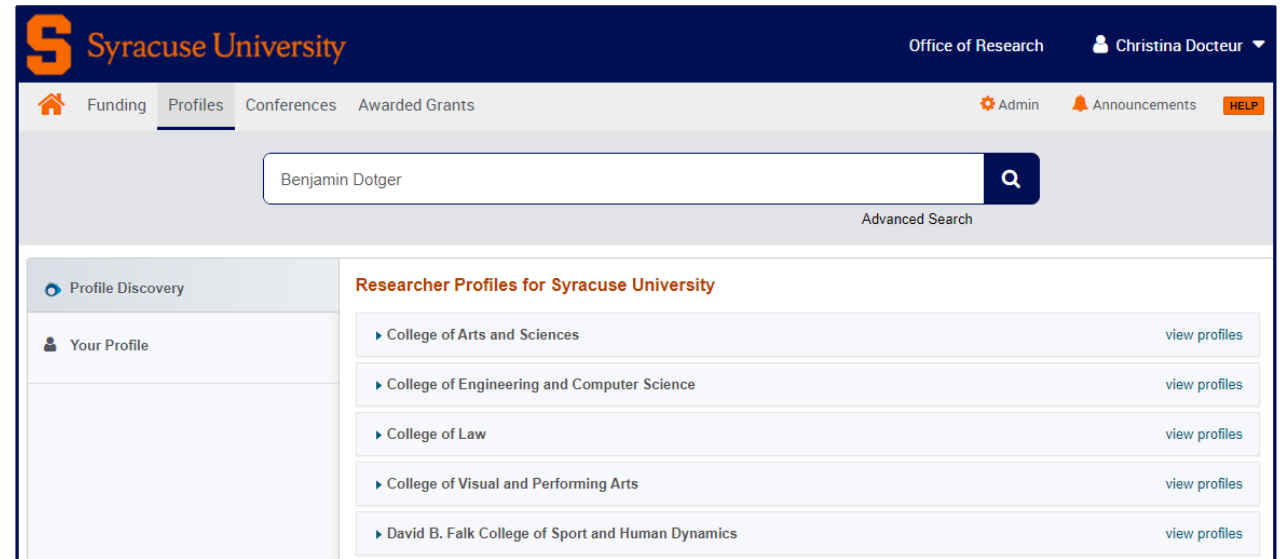 S Syracuse University
Office of Research Christina Docteur
Funding Profiles Conferences Awarded Grants Admin Announcements HELP
Benjamin Dotger
Advanced Search
Profile Discovery
Your Profile
Researcher Profiles for Syracuse University
College of Arts and Sciences view profiles
College of Engineering and Computer Science view profiles
College of Law view profiles
College of Visual and Performing Arts view profiles
David B. Falk College of Sport and Human Dynamics view profiles